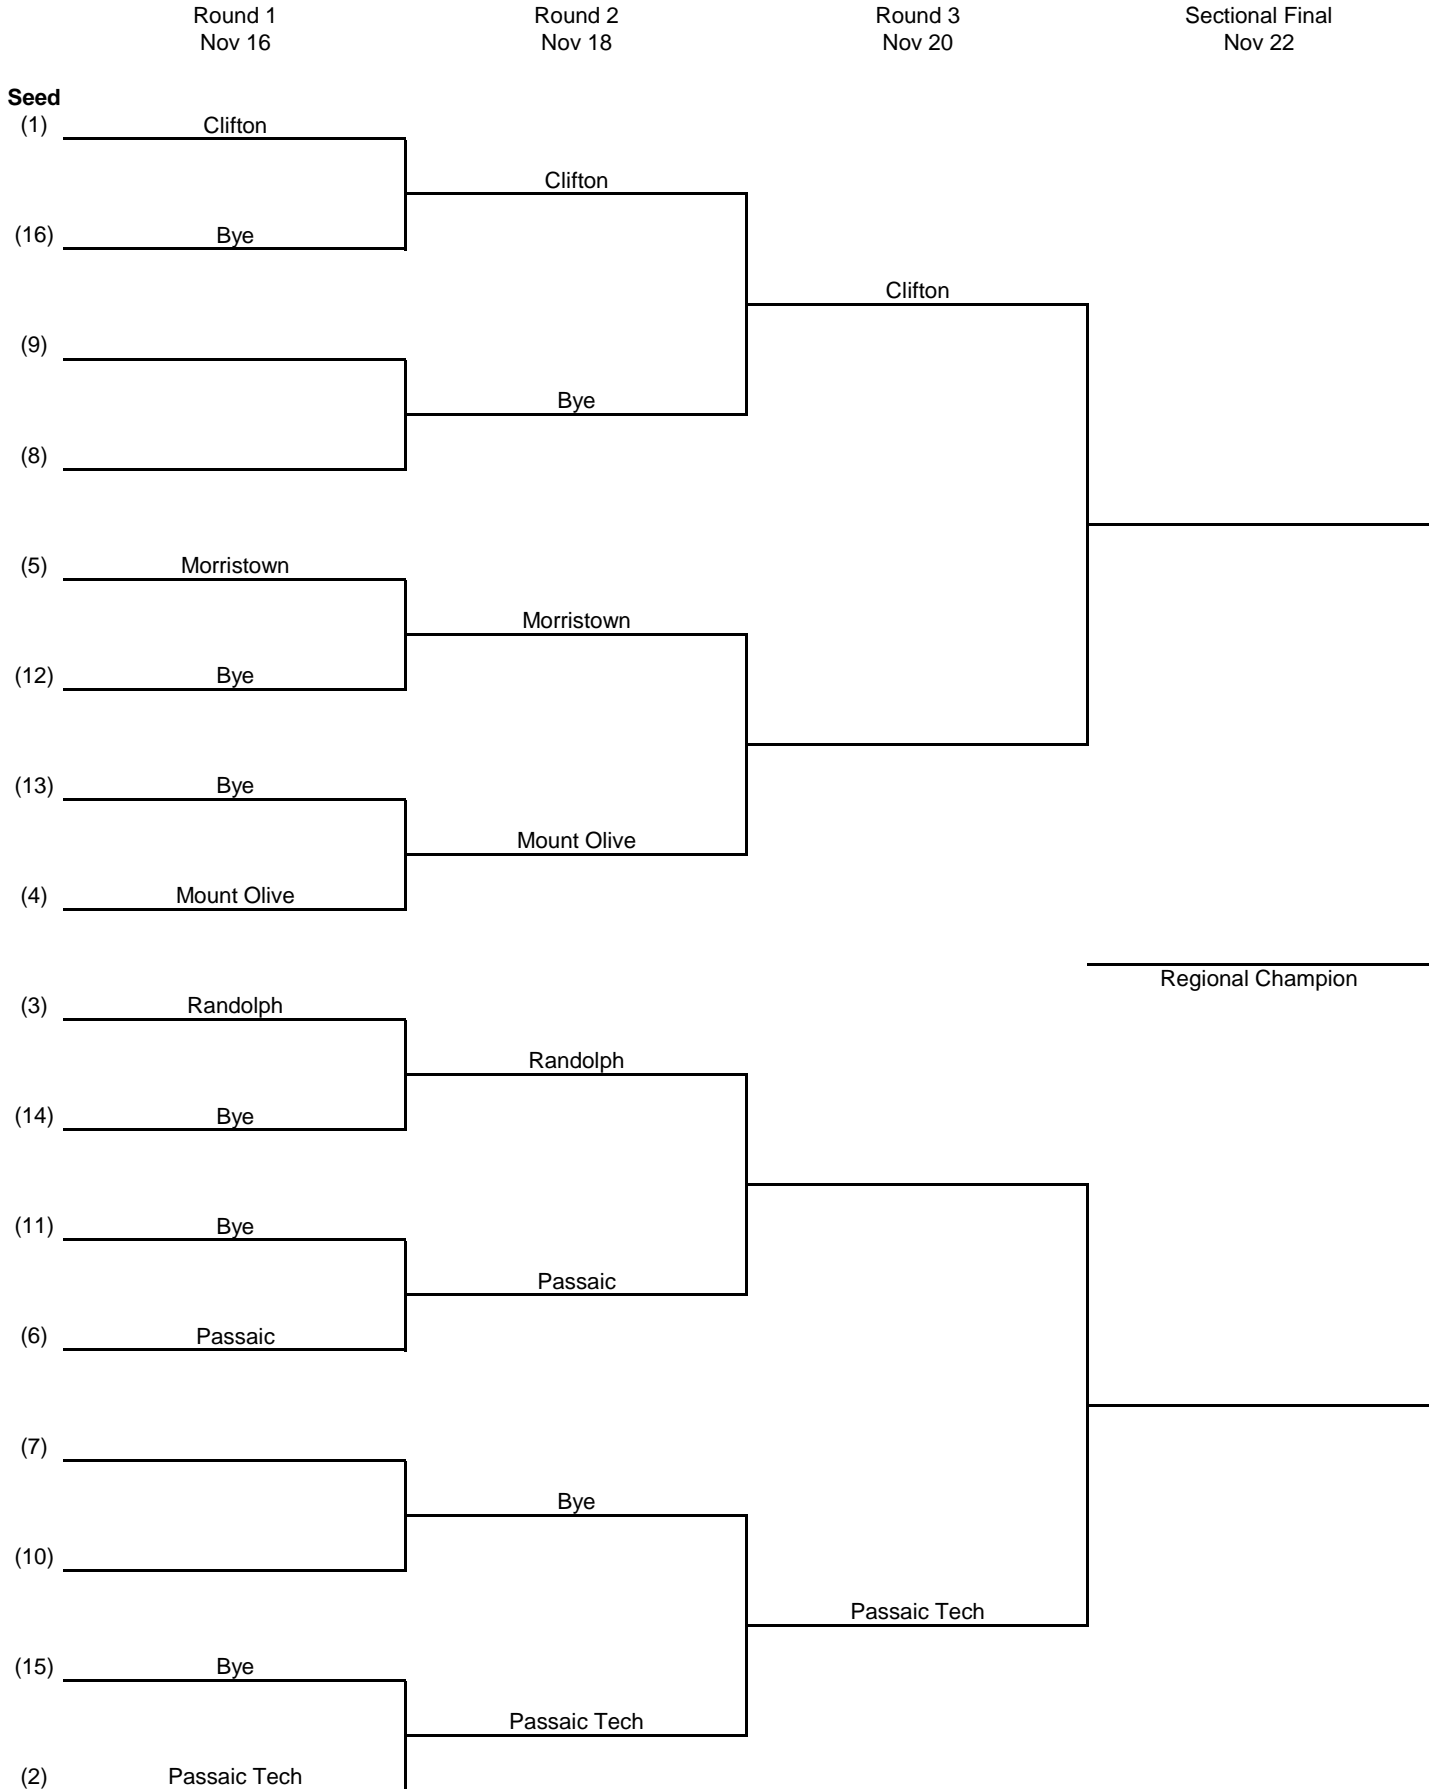 Round 1 Round 2 Round 3 Sectional Final
Nov 16 Nov 18 Nov 20 Nov 22
Seed
(1) Clifton
Clifton
(16) Bye
Clifton
(9)
Bye
(8)
(5) Morristown
Morristown
(12) Bye
(13) Bye
Mount Olive
(4) Mount Olive
Regional Champion
(3) Randolph
Randolph
(14) Bye
(11) Bye
Passaic
(6) Passaic
(7)
Bye
(10)
Passaic Tech
(15) Bye
Passaic Tech
(2) Passaic Tech